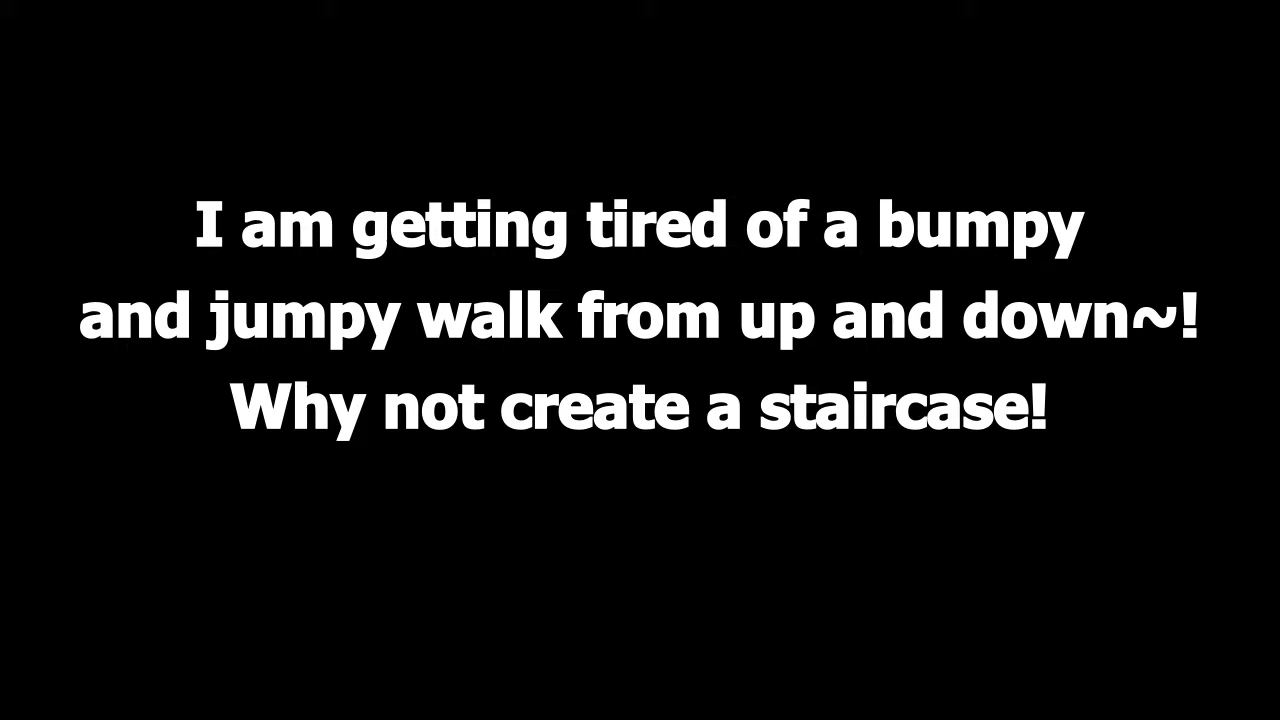 I am getting tired of a bumpy
and jumpy walk from up and down~!
Why not create a staircase!